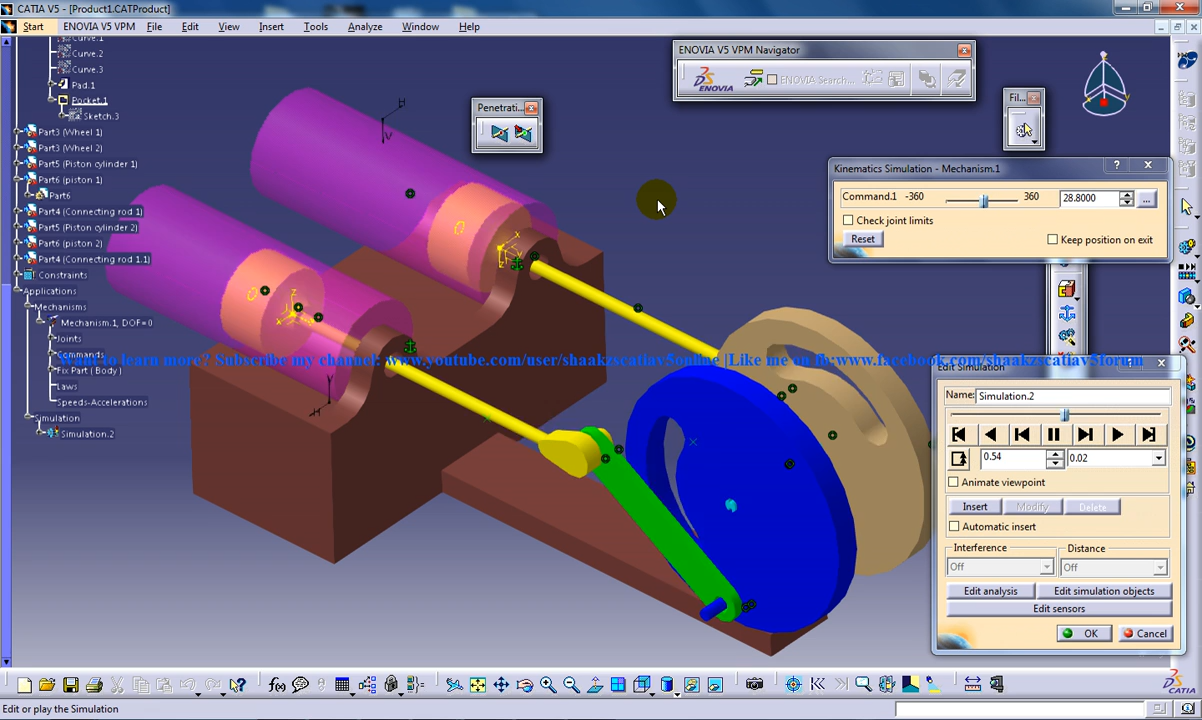 CATIA V5 - [Product1.CATProduct]
Start ENOVIA V5 VPM File Edit View Insert Tools Analyze Window Help
Curve.1
Curve.2
Curve.3
Pad.1
Pocket.1
Sketch.3
Part3 (Wheel 1)
Part3 (Wheel 2)
Part5 (Piston cylinder 1)
Part6 (piston 1)
Part6
Part4 (Connecting rod 1)
Part5 (Piston cylinder 2)
Part6 (piston 2)
Part4 (Connecting rod 1.1)
Constraints
Applications
Mechanisms
Mechanism.1, DOF=0
Joints
Commands
Fix Part ( Body )
Laws
Speeds-Accelerations
Simulation
Simulation.2
Penetrati...
ENOVIA V5 VPM Navigator
ENOVIA
ENOVIA Search...
Fil...
H
V
H
V
x
z
z
Kinematics Simulation - Mechanism.1
Command.1 -360 360 28.8000 ...
Check joint limits
Reset
Keep position on exit
Want to learn more? Subscribe my channel: www.youtube.com/user/shaakzscatiav5online |Like me on fb:www.facebook.com/shaakzscatiav5forum
Edit Simulation
Name: Simulation.2
0.54 0.02
Animate viewpoint
Insert Modify Delete
Automatic insert
Interference Distance
Off Off
Edit analysis Edit simulation objects
Edit sensors
OK Cancel
f(x)
CATIA
Edit or play the Simulation